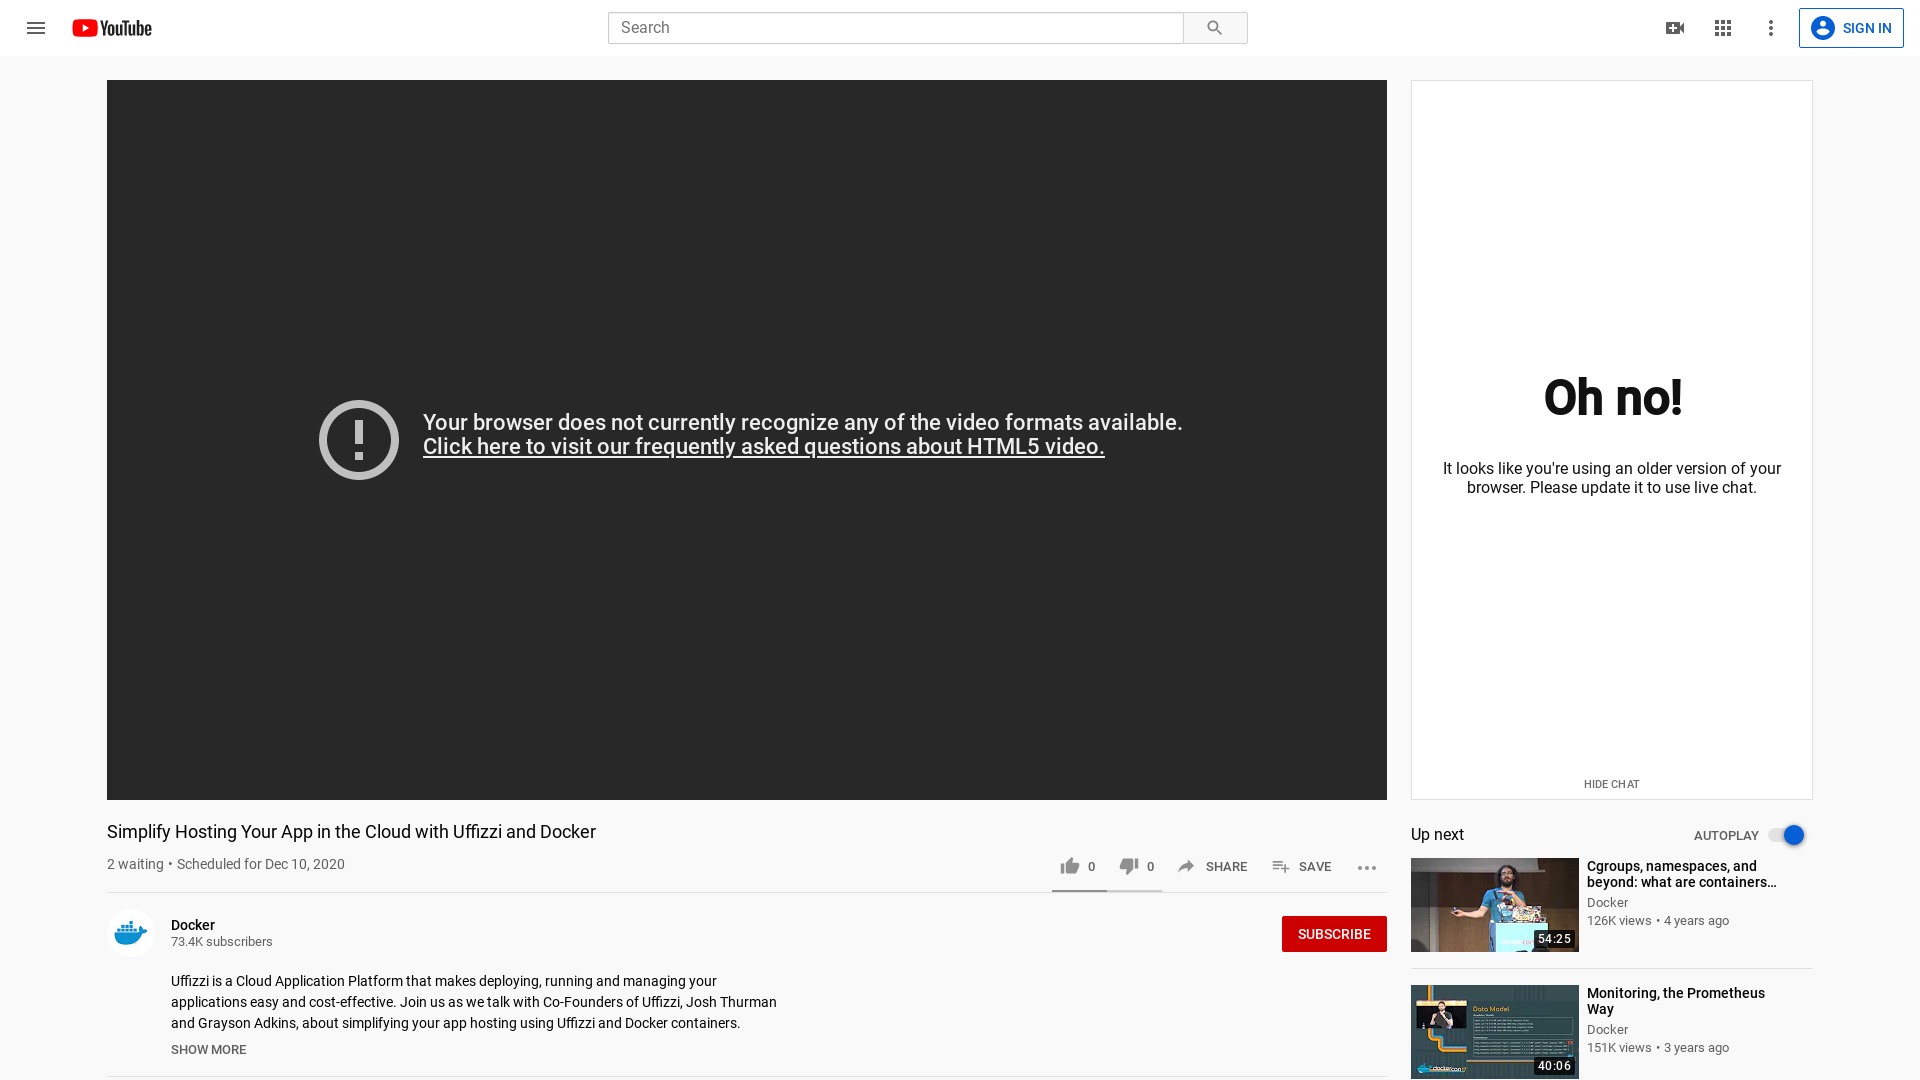 YouTube
Search
SIGN IN
Your browser does not currently recognize any of the video formats available.
Click here to visit our frequently asked questions about HTML5 video.
Oh no!
It looks like you're using an older version of your
browser. Please update it to use live chat.
HIDE CHAT
Simplify Hosting Your App in the Cloud with Uffizzi and Docker
2 waiting • Scheduled for Dec 10, 2020
0
0
SHARE
SAVE
Docker
73.4K subscribers
SUBSCRIBE
Uffizzi is a Cloud Application Platform that makes deploying, running and managing your
applications easy and cost-effective. Join us as we talk with Co-Founders of Uffizzi, Josh Thurman
and Grayson Adkins, about simplifying your app hosting using Uffizzi and Docker containers.
SHOW MORE
Up next
AUTOPLAY
54:25
Cgroups, namespaces, and
beyond: what are containers…
Docker
126K views • 4 years ago
Data Model
40:06
Monitoring, the Prometheus
Way
Docker
151K views • 3 years ago